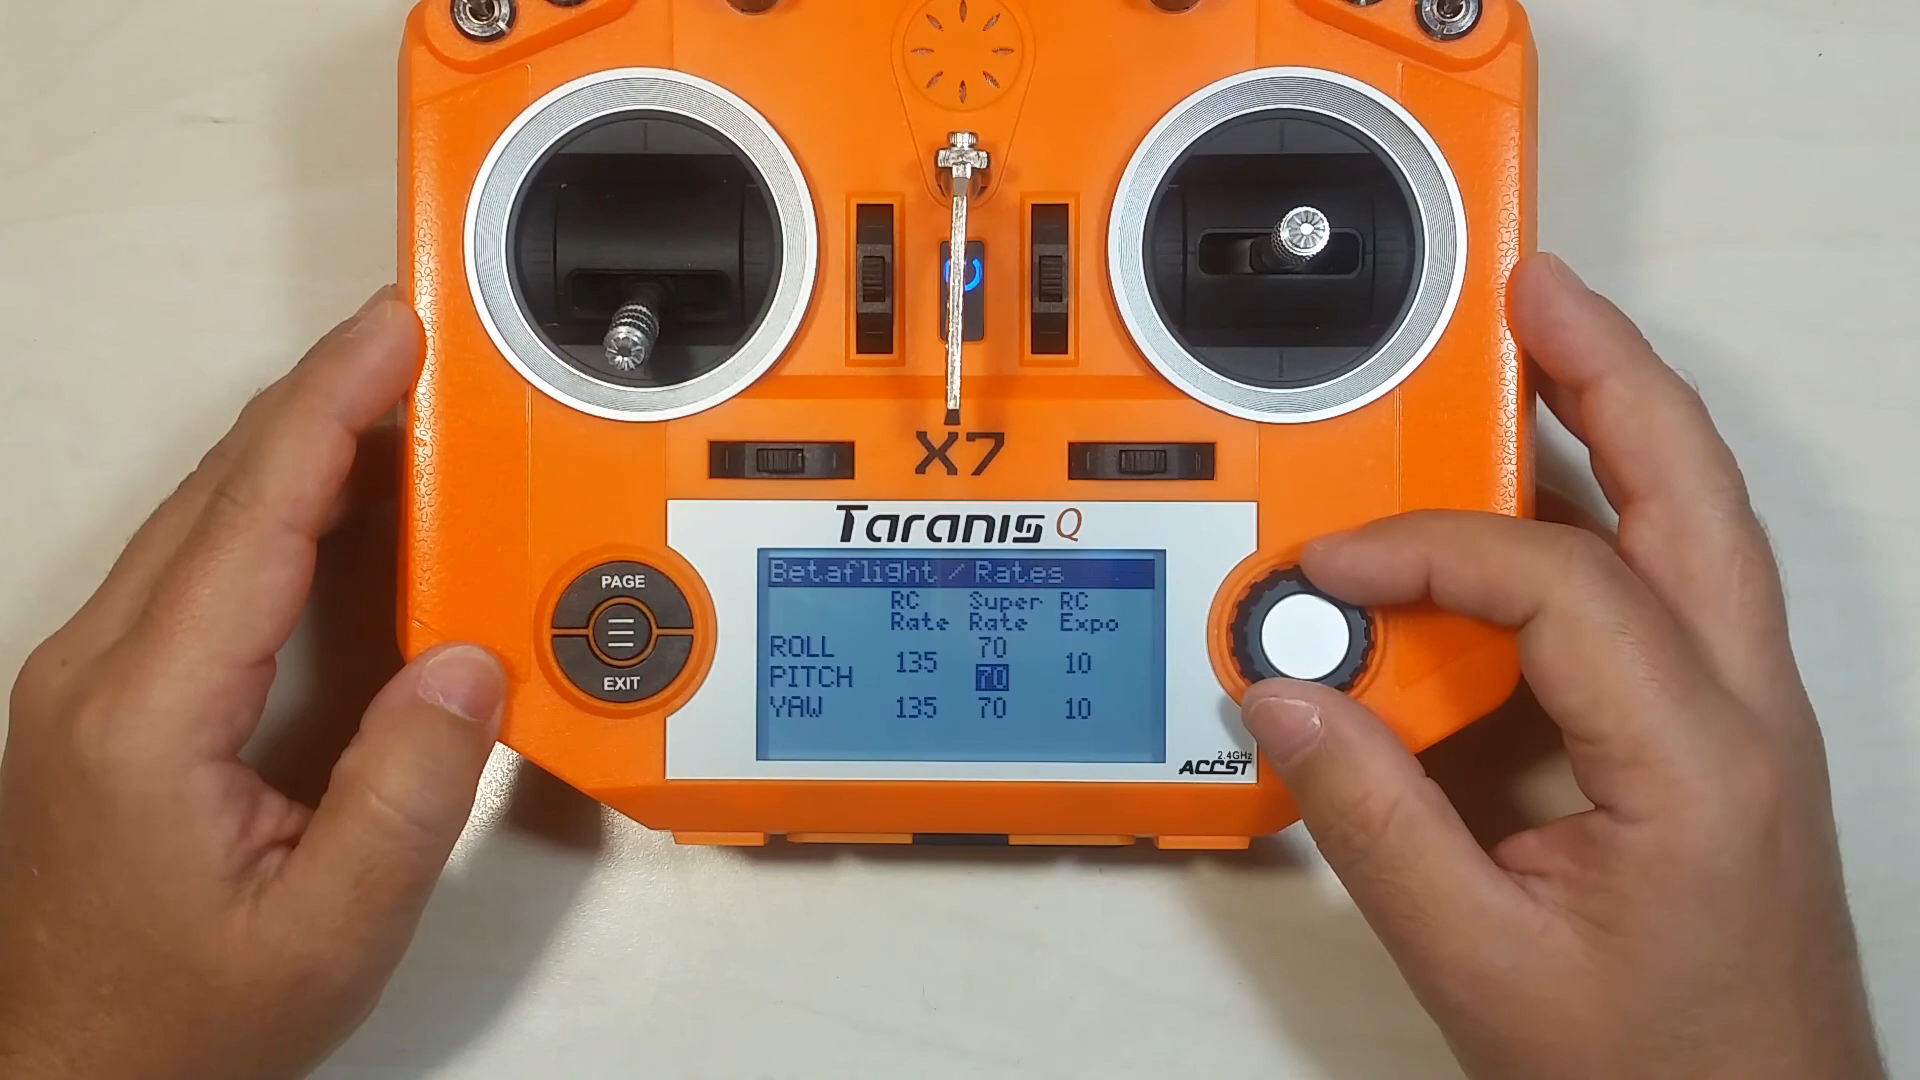 X7
Taranis Q
PAGE
EXIT
Betaflight / Rates
RC Super RC
Rate Rate Expo
ROLL 70
135 10
PITCH 70
YAW 135 70 10
2.4GHz
ACCST